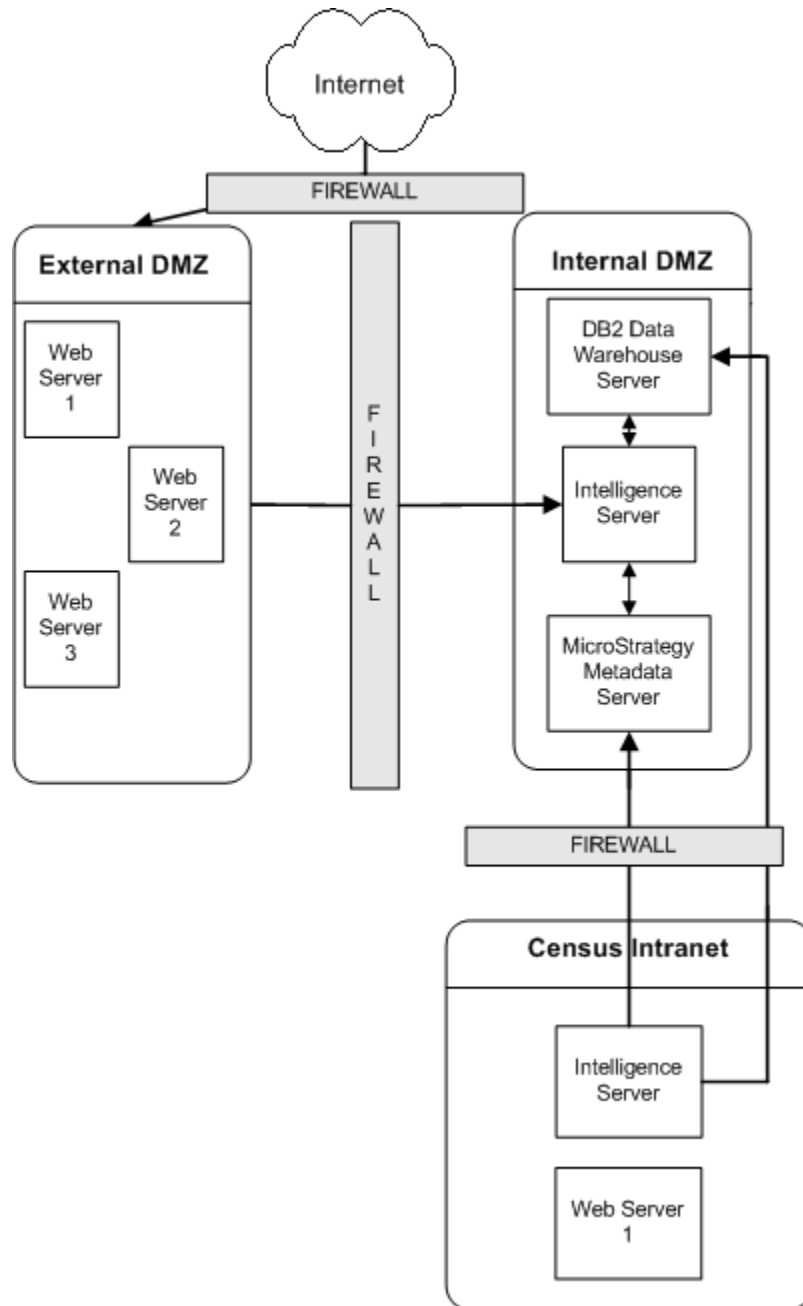 Internet
FIREWALL
External DMZ
Web
Server
1
Web
Server
2
Web
Server
3
F
I
R
E
W
A
L
L
Internal DMZ
DB2 Data
Warehouse
Server
Intelligence
Server
MicroStrategy
Metadata
Server
FIREWALL
Census Intranet
Intelligence
Server
Web Server
1